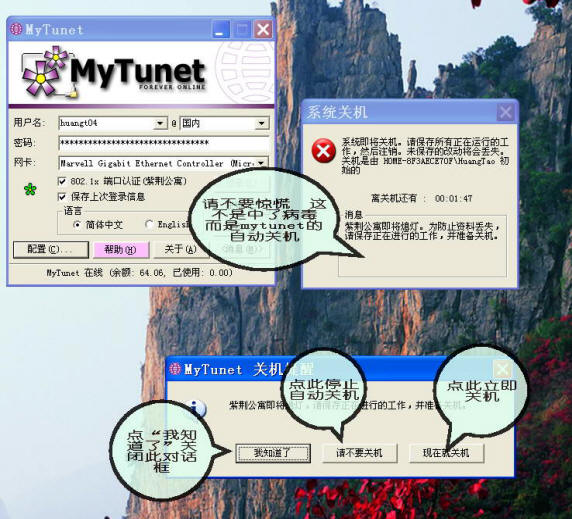 MyTunet
MyTunet
FOREVER ONLINE
用户名:
huangt04
@
国内
密码:
********************************
网卡:
Marvell Gigabit Ethernet Controller (Micr
802.1x 端口认证(紫荆公寓)
保存上次登录信息
语言
简体中文
English
配置(C)...
帮助(H)
关于(A)
MyTunet 在线 (余额: 64.06, 已使用: 0.00)
请不要惊慌 这
不是中了病毒
而是mytunet的
自动关机
系统关机
系统即将关机。请保存所有正在运行的工
作，然后注销。未保存的改动将会丢失。
关机是由 HOME-8F3AECE70F\HuangTao 初
始的
离关机还有 : 00:01:47
消息
紫荆公寓即将熄灯。为防止资料丢失，
请保存正在进行的工作，并准备关机。
MyTunet 关机提醒
点此停止
自动关机
点此立即
关机
紫荆公寓即将熄灯，请保存正在进行的工作，并准备关机。
点“我知
道了”关
闭此对话
框
我知道了
请不要关机
现在就关机